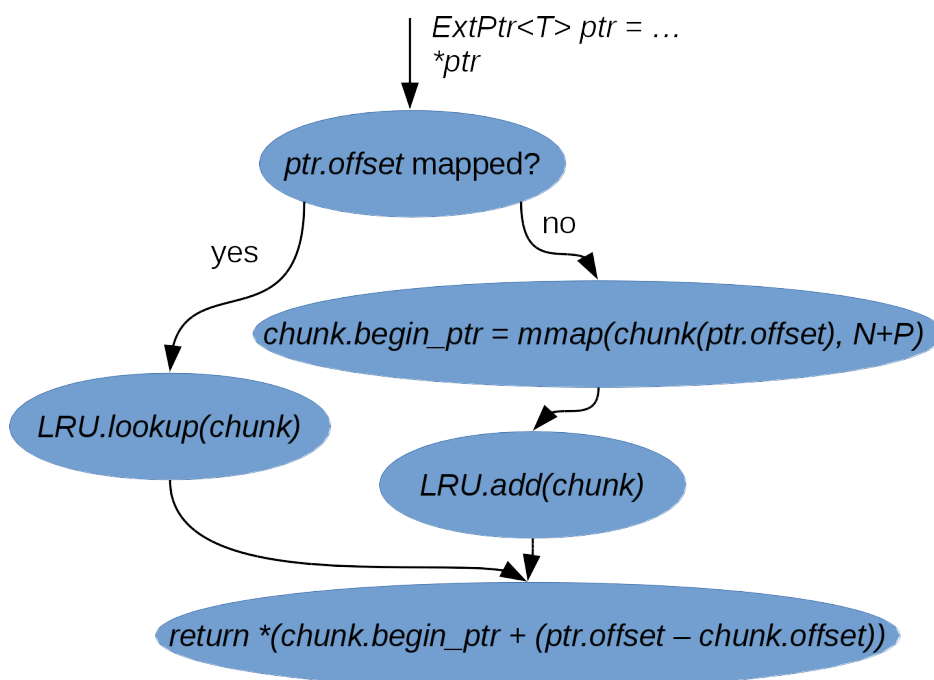 ExtPtr<T> ptr = …
*ptr
ptr.offset mapped?
no
yes
chunk.begin_ptr = mmap(chunk(ptr.offset), N+P)
LRU.lookup(chunk)
LRU.add(chunk)
return *(chunk.begin_ptr + (ptr.offset – chunk.offset))